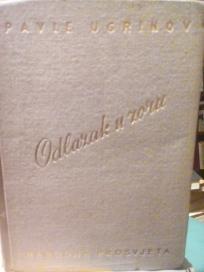 PAVLE UGRINOV
Odlazak u zoru
NARODNA PROSVJETA